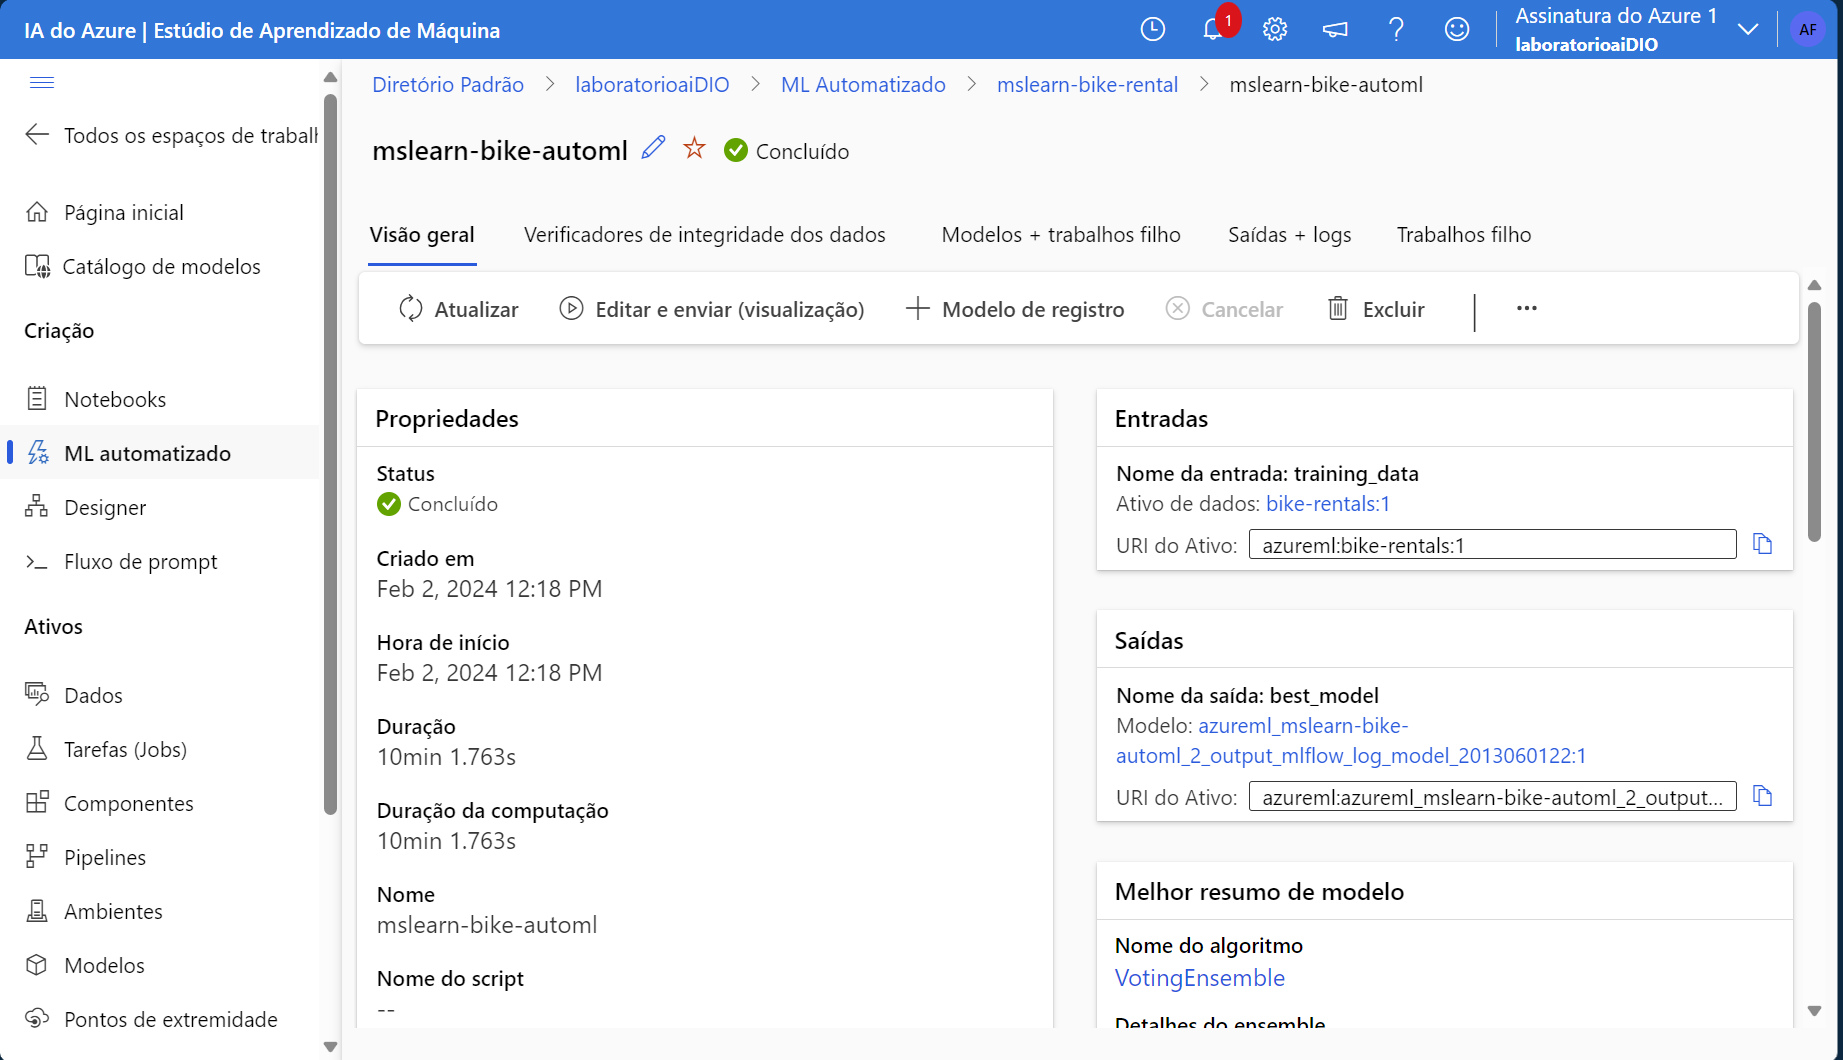 IA do Azure | Estúdio de Aprendizado de Máquina
1
Assinatura do Azure 1
laboratorioaiDIO
AF
Todos os espaços de
Página inicial
Catálogo de modelos
Criação
Notebooks
ML automatizado
Designer
Fluxo de prompt
Ativos
Dados
Tarefas (Jobs)
Componentes
Pipelines
Ambientes
Modelos
Pontos de extremidade
Diretório Padrão > laboratorioaiDIO > ML Automatizado > mslearn-bike-rental > mslearn-bike-automl
mslearn-bike-automl Concluído
Visão geral Verificadores de integridade dos dados Modelos + trabalhos filho Saídas + logs Trabalhos filho
Atualizar Editar e enviar (visualização) Modelo de registro Cancelar Excluir ...
Propriedades
Status
Concluído
Criado em
Feb 2, 2024 12:18 PM
Hora de início
Feb 2, 2024 12:18 PM
Duração
10min 1.763s
Duração da computação
10min 1.763s
Nome
mslearn-bike-automl
Nome do script
--
Entradas
Nome da entrada: training_data
Ativo de dados: bike-rentals:1
URI do Ativo: azureml:bike-rentals:1
Saídas
Nome da saída: best_model
Modelo: azureml_mslearn-bike-
automl_2_output_mlflow_log_model_2013060122:1
URI do Ativo: azureml:azureml_mslearn-bike-automl_2_output...
Melhor resumo de modelo
Nome do algoritmo
VotingEnsemble
Detalhes do ensemble